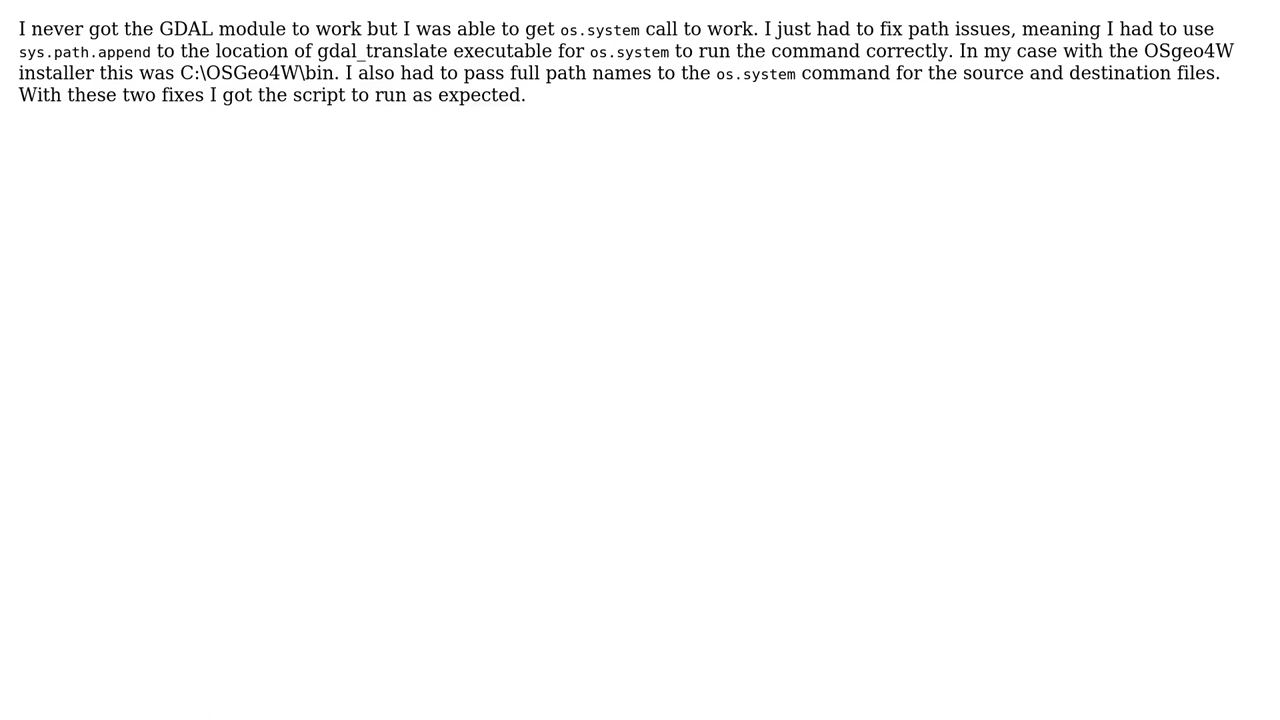 I never got the GDAL module to work but I was able to get os.system call to work. I just had to fix path issues, meaning I had to use
sys.path.append to the location of gdal_translate executable for os.system to run the command correctly. In my case with the OSgeo4W
installer this was C:\OSGeo4W\bin. I also had to pass full path names to the os.system command for the source and destination files.
With these two fixes I got the script to run as expected.